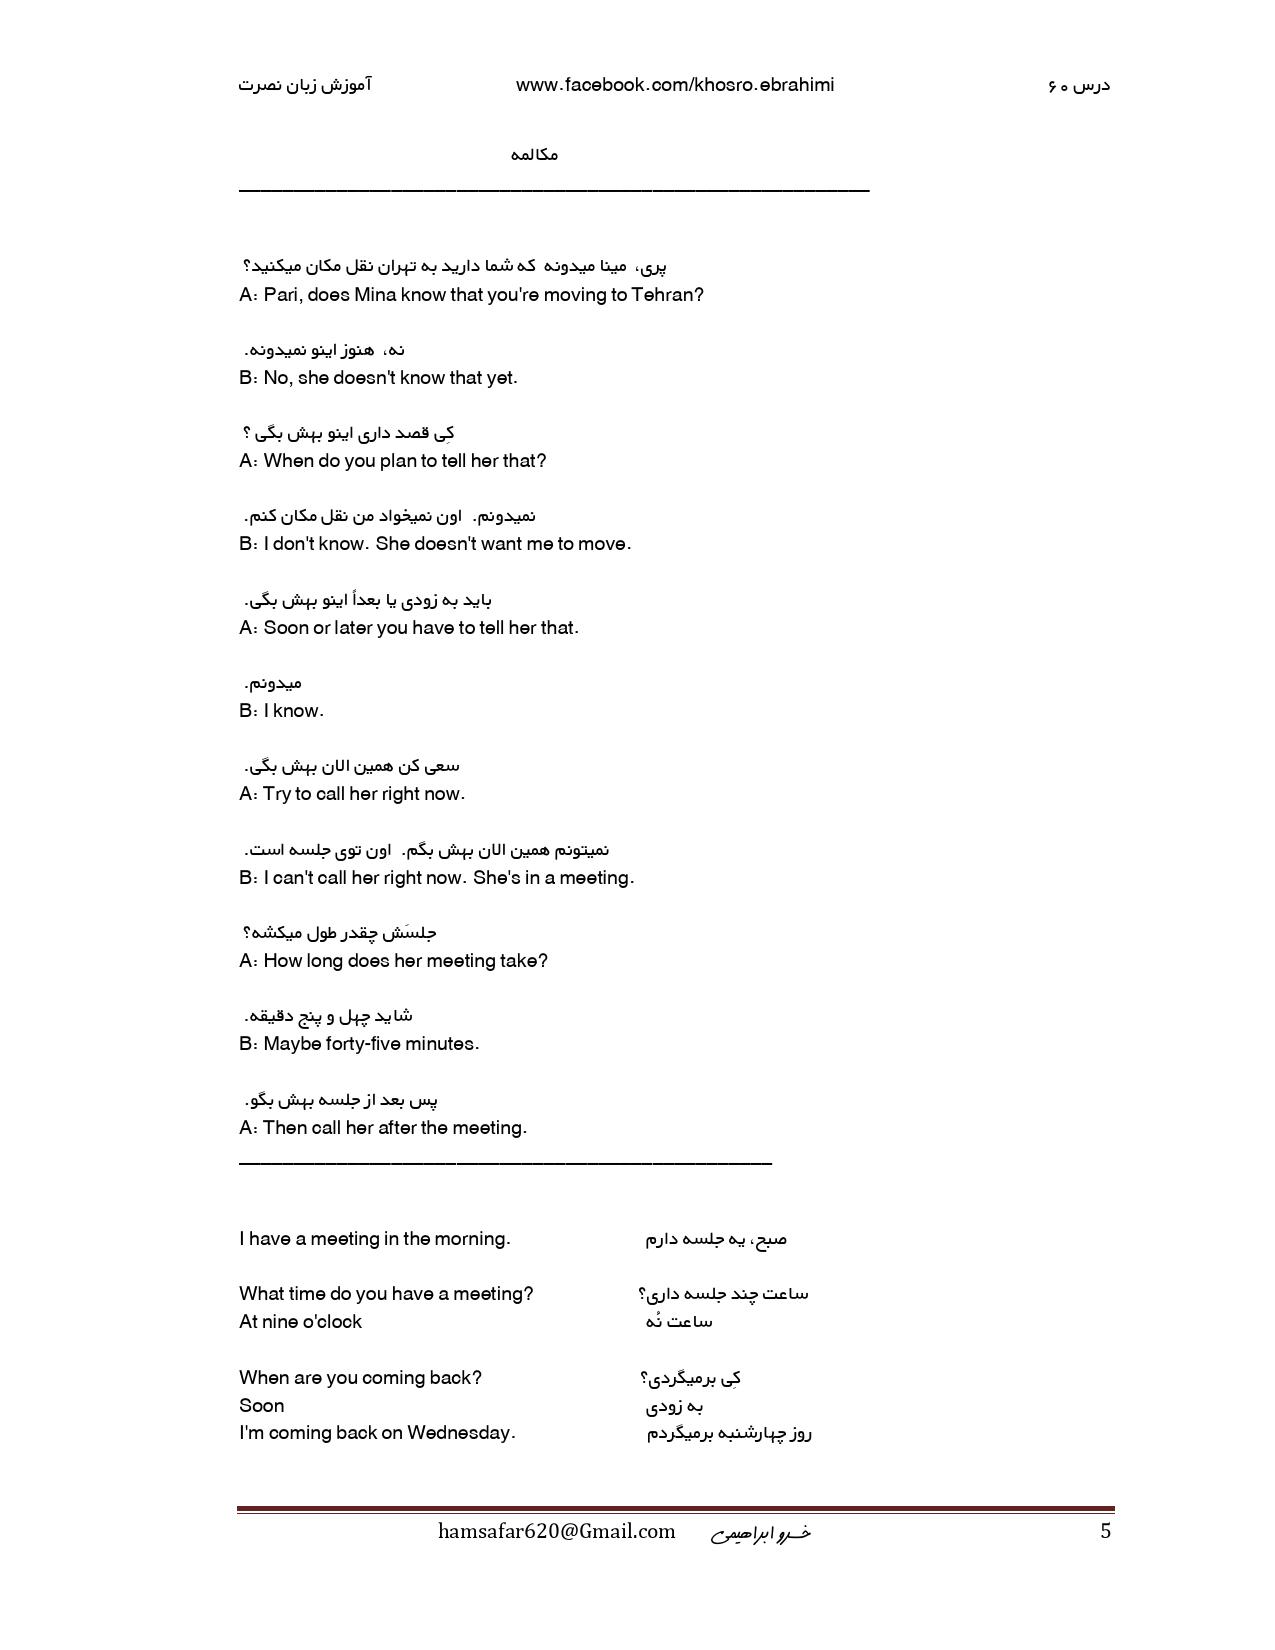 آموزش زبان نصرت www.facebook.com/khosro.ebrahimi درس ۶۰
مکالمه
پری، مینا میدونه که شما دارید به تهران نقل مکان میکنید؟
A: Pari, does Mina know that you're moving to Tehran?
نه، هنوز اینو نمیدونه.
B: No, she doesn't know that yet.
کِی قصد داری اینو بهش بگی ؟
A: When do you plan to tell her that?
نمیدونم. اون نمیخواد من نقل مکان کنم.
B: I don't know. She doesn't want me to move.
باید به زودی یا بعداً اینو بهش بگی.
A: Soon or later you have to tell her that.
میدونم.
B: I know.
سعی کن همین الان بهش بگی.
A: Try to call her right now.
نمیتونم همین الان بهش بگم. اون توی جلسه است.
B: I can't call her right now. She's in a meeting.
جلسَش چقدر طول میکشه؟
A: How long does her meeting take?
شاید چهل و پنج دقیقه.
B: Maybe forty-five minutes.
پس بعد از جلسه بهش بگو.
A: Then call her after the meeting.
I have a meeting in the morning. صبح، یه جلسه دارم
What time do you have a meeting? ساعت چند جلسه داری؟
At nine o'clock ساعت نُه
When are you coming back? کِی برمیگردی؟
Soon به زودی
I'm coming back on Wednesday. روز چهارشنبه برمیگردم
hamsafar620@Gmail.com خسرو ابراهیمی 5